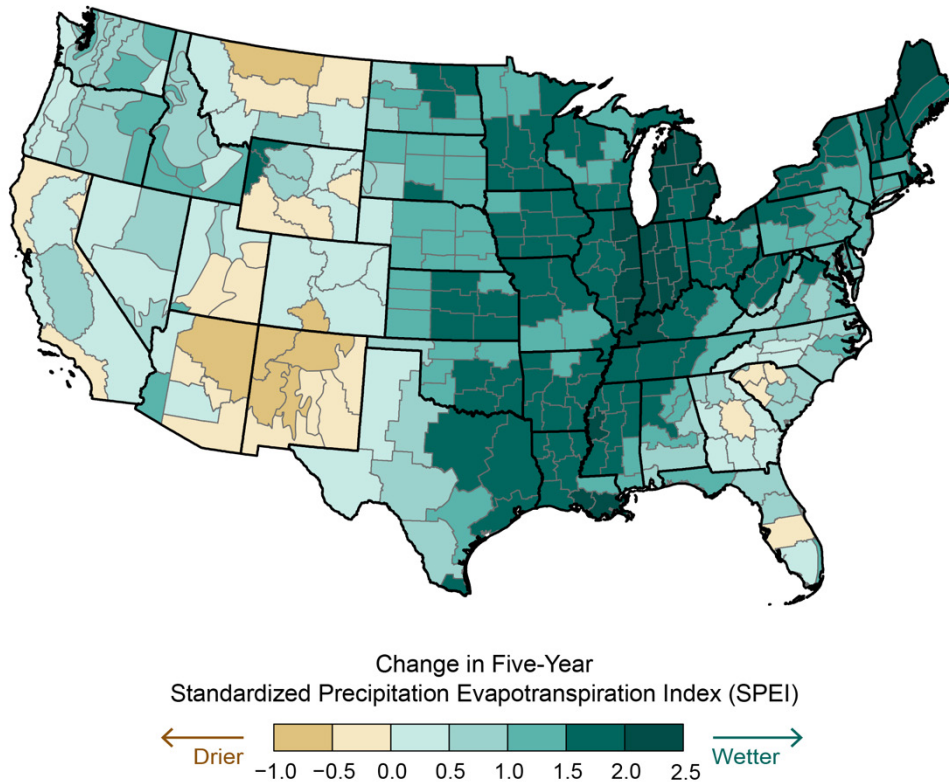 Change in Five-Year
Standardized Precipitation Evapotranspiration Index (SPEI)
Drier
Wetter
−1.0 −0.5 0.0 0.5 1.0 1.5 2.0 2.5